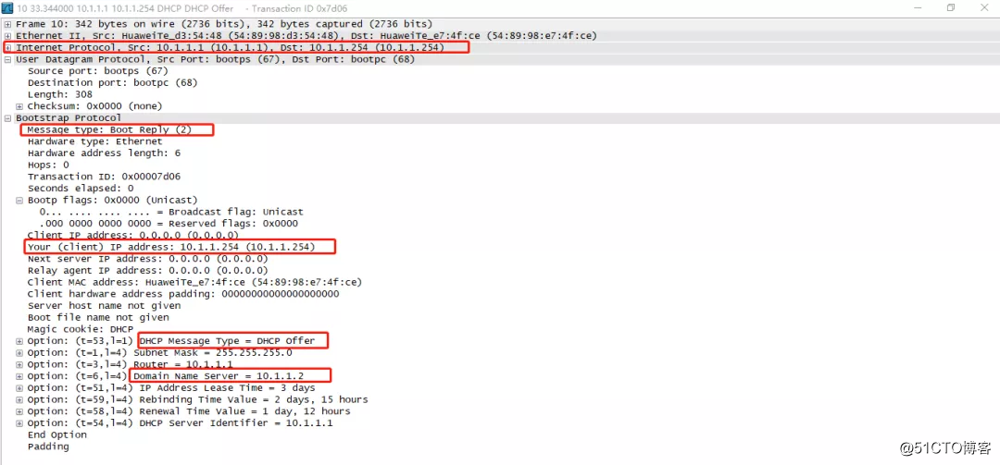 10 33.344000 10.1.1.1 10.1.1.254 DHCP DHCP Offer - Transaction ID 0x7d06
Frame 10: 342 bytes on wire (2736 bits), 342 bytes captured (2736 bits)
Ethernet II, Src: HuaweiTe_d3:54:48 (54:89:98:d3:54:48), Dst: HuaweiTe_e7:4f:ce (54:89:98:e7:4f:ce)
Internet Protocol, Src: 10.1.1.1 (10.1.1.1), Dst: 10.1.1.254 (10.1.1.254)
User Datagram Protocol, Src Port: bootps (67), Dst Port: bootpc (68)
Source port: bootps (67)
Destination port: bootpc (68)
Length: 308
Checksum: 0x0000 (none)
Bootstrap Protocol
Message type: Boot Reply (2)
Hardware type: Ethernet
Hardware address length: 6
Hops: 0
Transaction ID: 0x00007d06
Seconds elapsed: 0
Bootp flags: 0x0000 (Unicast)
0... .... .... .... = Broadcast flag: Unicast
.000 0000 0000 0000 = Reserved flags: 0x0000
Client IP address: 0.0.0.0 (0.0.0.0)
Your (client) IP address: 10.1.1.254 (10.1.1.254)
Next server IP address: 0.0.0.0 (0.0.0.0)
Relay agent IP address: 0.0.0.0 (0.0.0.0)
Client MAC address: HuaweiTe_e7:4f:ce (54:89:98:e7:4f:ce)
Client hardware address padding: 00000000000000000000
Server host name not given
Boot file name not given
Magic cookie: DHCP
Option: (t=53,l=1) DHCP Message Type = DHCP Offer
Option: (t=1,l=4) Subnet Mask = 255.255.255.0
Option: (t=3,l=4) Router = 10.1.1.1
Option: (t=6,l=4) Domain Name Server = 10.1.1.2
Option: (t=51,l=4) IP Address Lease Time = 3 days
Option: (t=59,l=4) Rebinding Time Value = 2 days, 15 hours
Option: (t=58,l=4) Renewal Time Value = 1 day, 12 hours
Option: (t=54,l=4) DHCP Server Identifier = 10.1.1.1
End Option
Padding
@51CTO博客